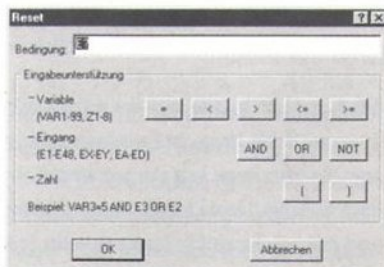 Reset
Bedingung:
Eingabeunterstützung
– Variable
(VAR1-99, Z1-8)
= < > <= >=
– Eingang
(E1-E48, EX-EY, EA-ED)
AND OR NOT
– Zahl
( )
Beispiel: VAR3=5 AND E3 OR E2
OK Abbrechen